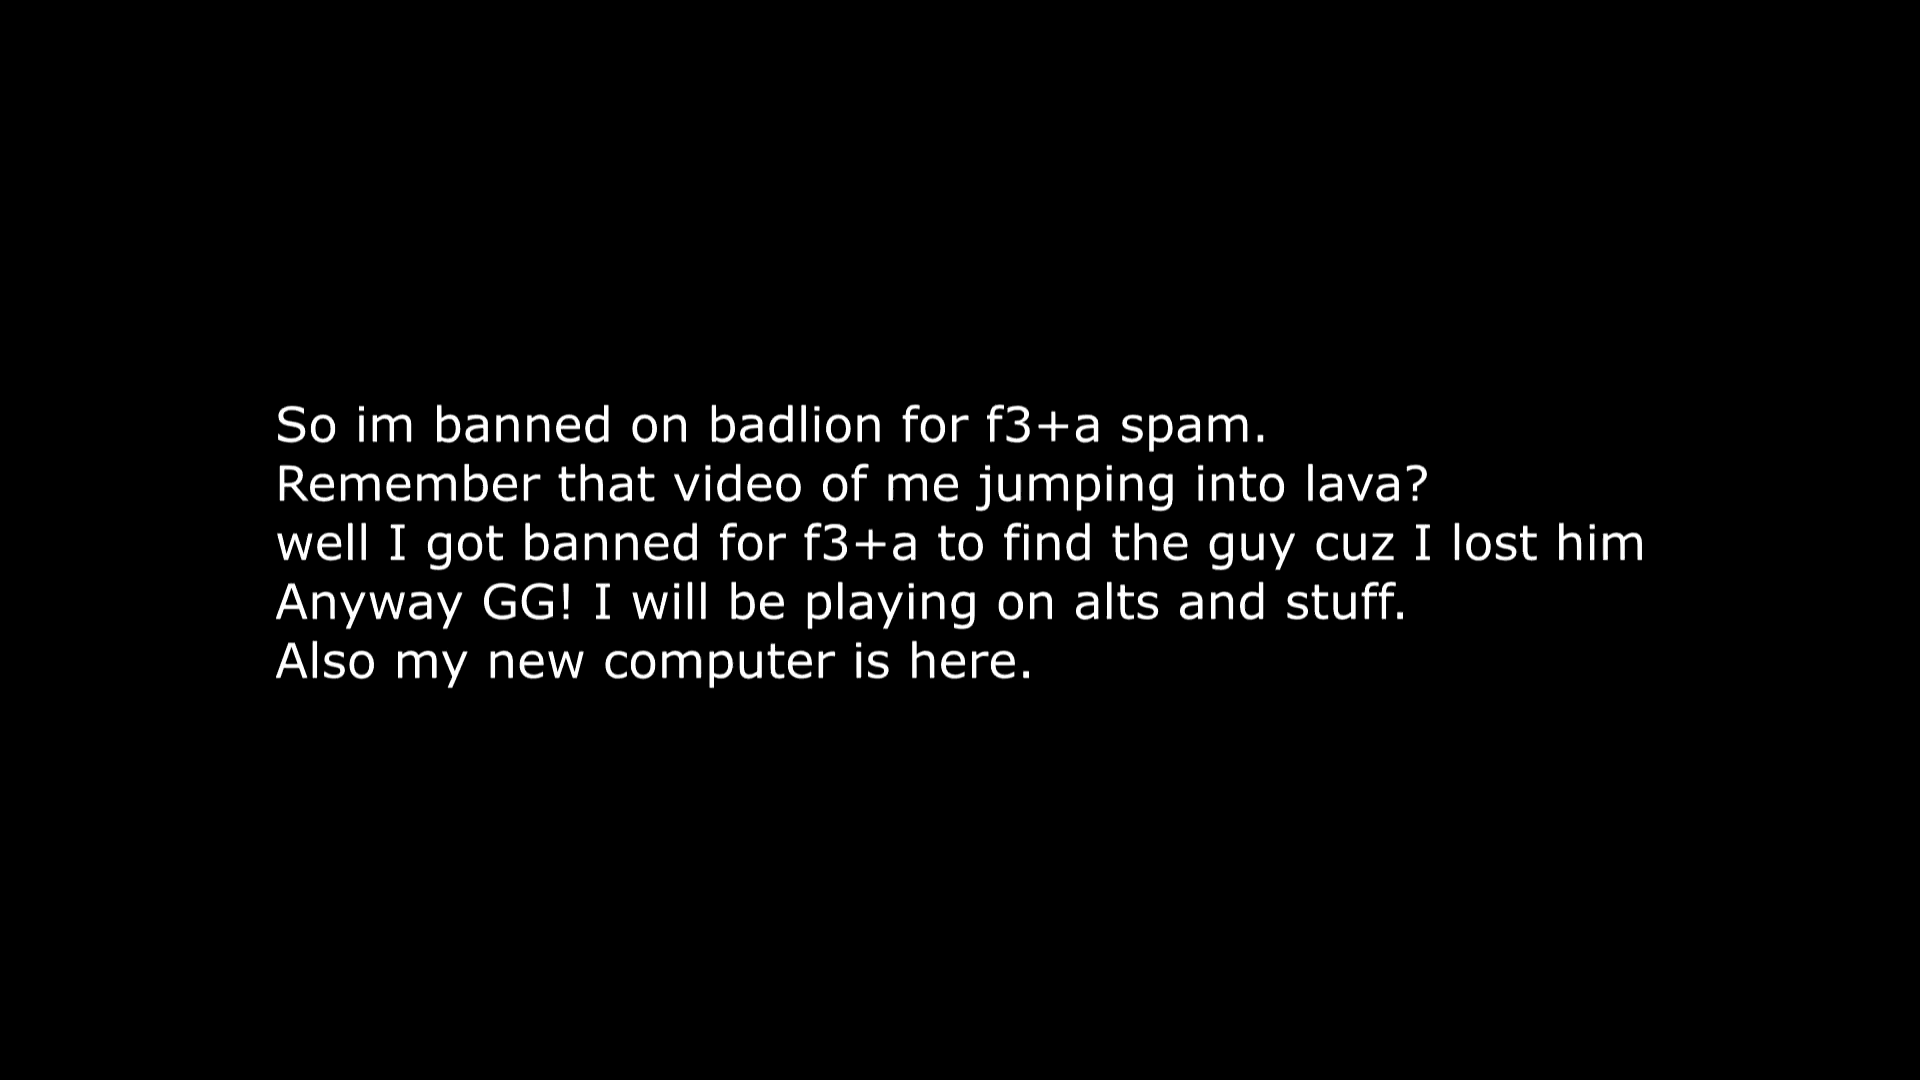 So im banned on badlion for f3+a spam.
Remember that video of me jumping into lava?
well I got banned for f3+a to find the guy cuz I lost him
Anyway GG! I will be playing on alts and stuff.
Also my new computer is here.